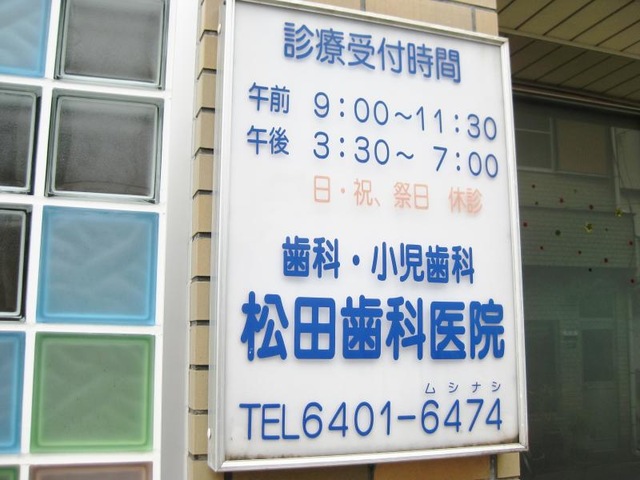 診療受付時間
午前 9:00～11:30
午後 3:30～ 7:00
日・祝、祭日 休診
歯科・小児歯科
松田歯科医院
ムシナシ
TEL6401-6474